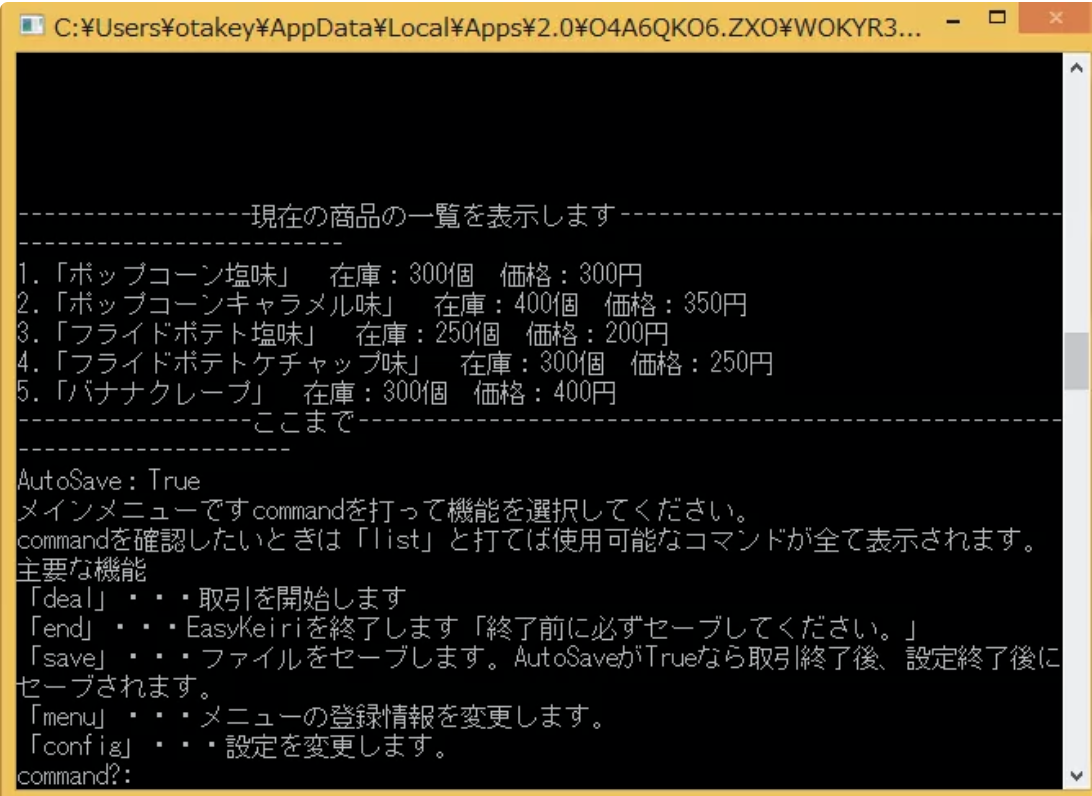 C:¥Users¥otakey¥AppData¥Local¥Apps¥2.0¥O4A6QKO6.ZXO¥WOKYR3...
------------------現在の商品の一覧を表示します----------------------------------
-------------------------
1.「ポップコーン塩味」　在庫：300個　価格：300円
2.「ポップコーンキャラメル味」　在庫：400個　価格：350円
3.「フライドポテト塩味」　在庫：250個　価格：200円
4.「フライドポテトケチャップ味」　在庫：300個　価格：250円
5.「バナナクレープ」　在庫：300個　価格：400円
------------------ここまで------------------------------------------------------
---------------------
AutoSave：True
メインメニューですcommandを打って機能を選択してください。
commandを確認したいときは「list」と打てば使用可能なコマンドが全て表示されます。
主要な機能
「deal」・・・取引を開始します
「end」・・・EasyKeiriを終了します「終了前に必ずセーブしてください。」
「save」・・・ファイルをセーブします。AutoSaveがTrueなら取引終了後、設定終了後に
セーブされます。
「menu」・・・メニューの登録情報を変更します。
「config」・・・設定を変更します。
command?: